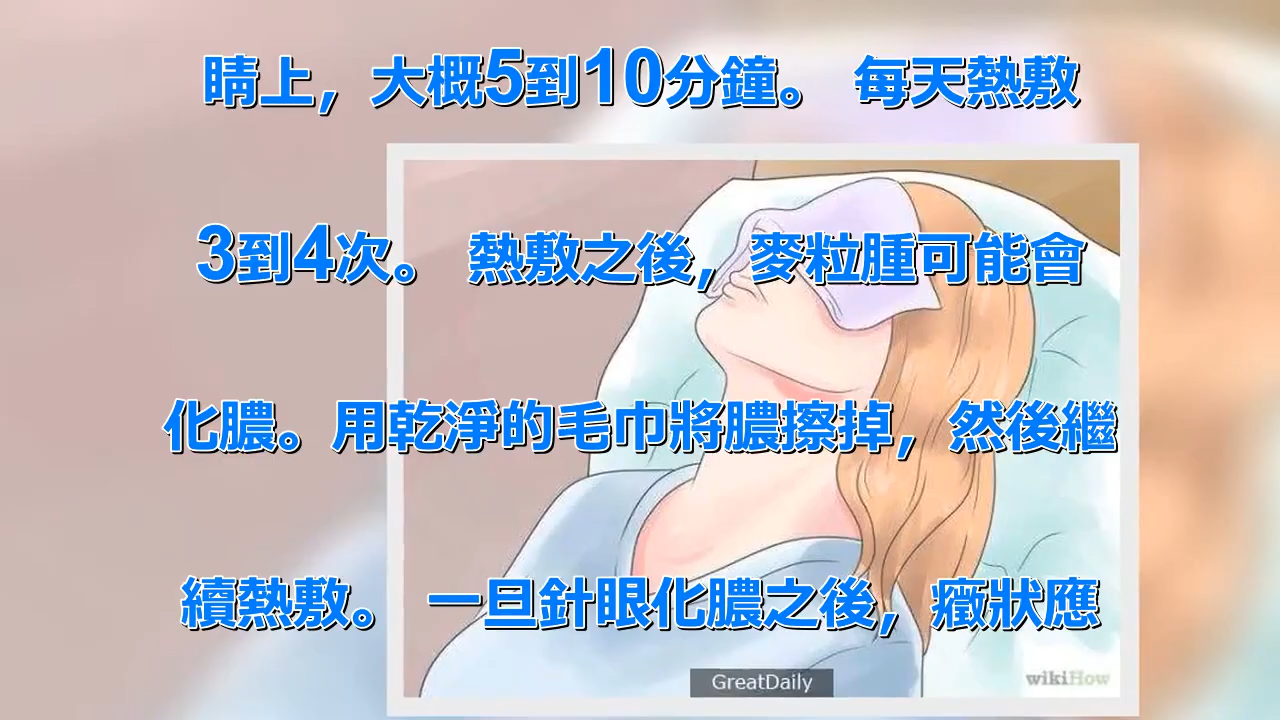 睛上，大概5到10分鐘。 每天熱敷
3到4次。 熱敷之後，麥粒腫可能會
化膿。用乾淨的毛巾將膿擦掉，然後繼
續熱敷。 一旦針眼化膿之後，癥狀應
GreatDaily
wikiHow